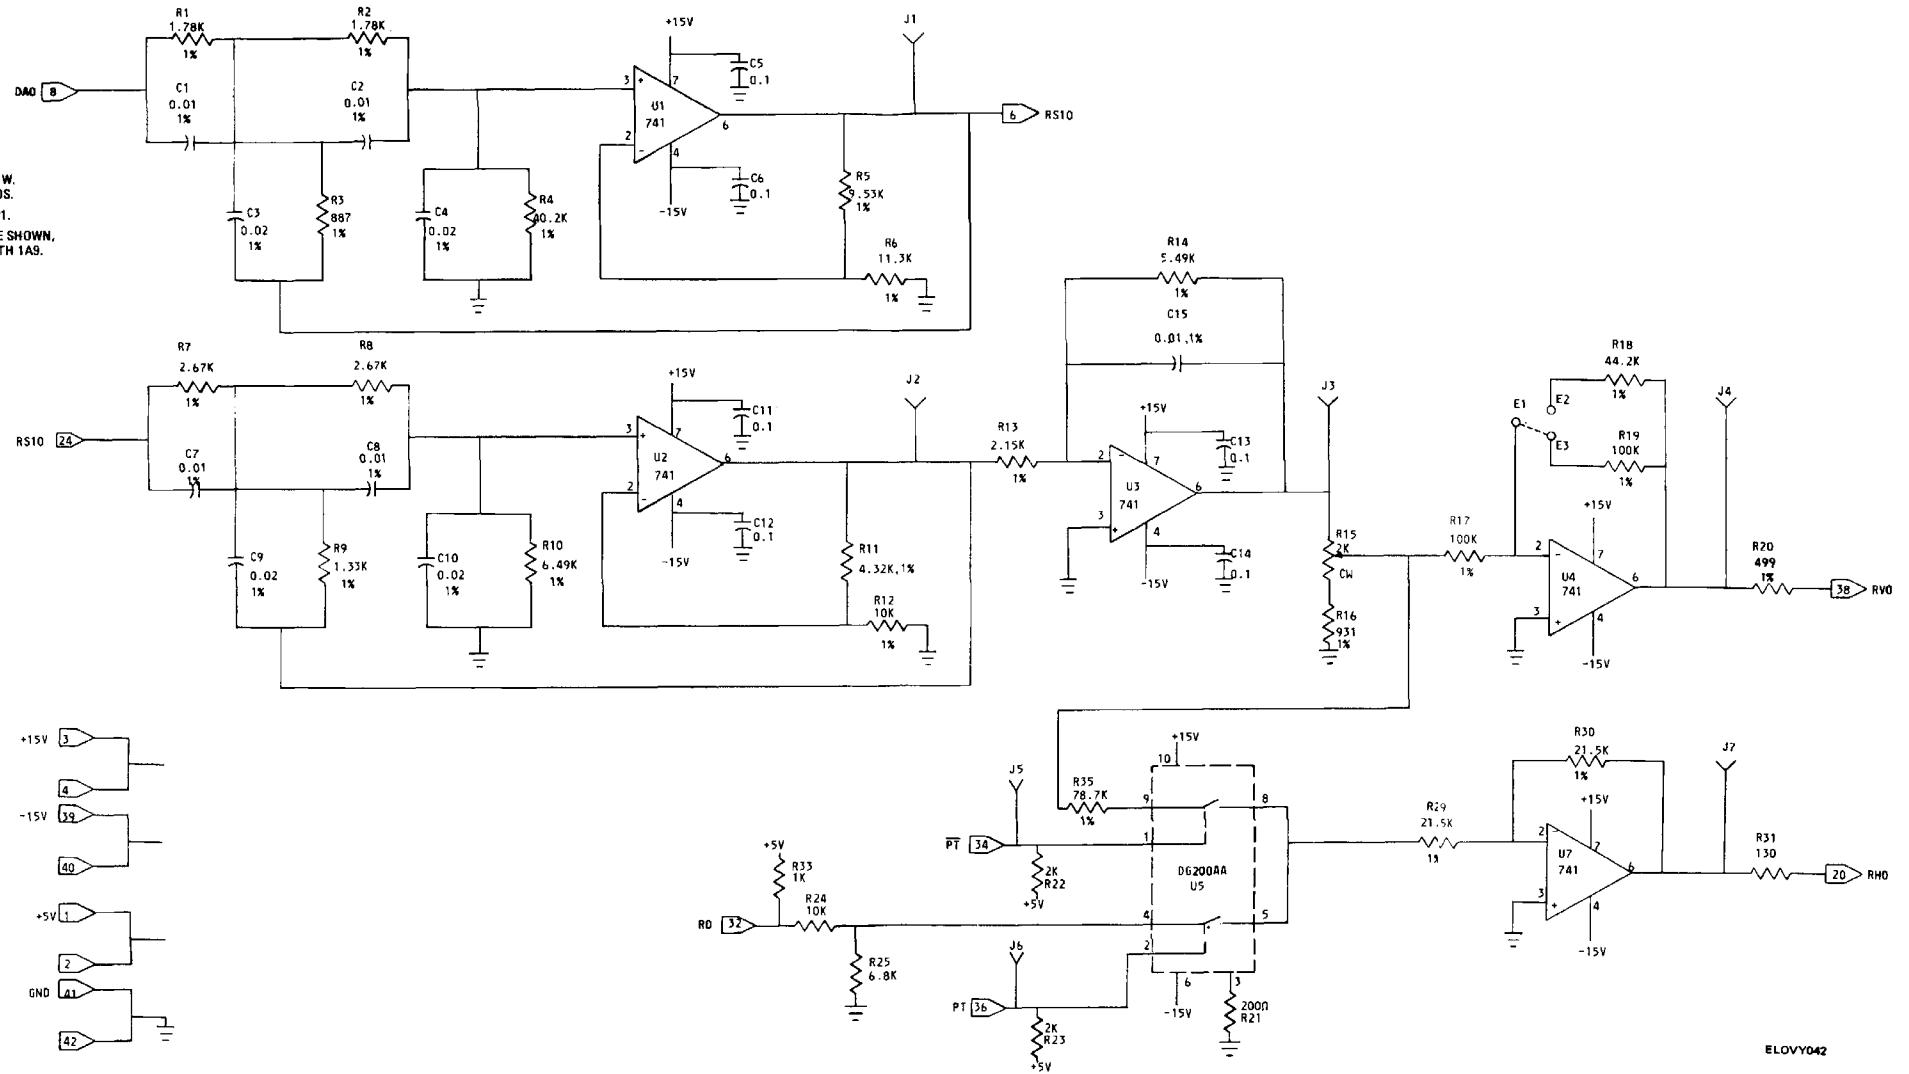 R1
1.78K
1%
R2
1.78K
1%
C1
0.01
1%
C2
0.01
1%
DAO 8
W.
OS.
1.
E SHOWN,
TH 1A9.
C3
0.02
1%
R3
887
1%
C4
0.02
1%
R4
40.2K
1%
+15V
C5
0.1
3
+
7
U1
741
6
2
-
4
C6
0.1
-15V
J1
6 RS10
R5
9.53K
1%
R6
11.3K
1%
R7
2.67K
1%
R8
2.67K
1%
RS10 24
C7
0.01
1%
C8
0.01
1%
C9
0.02
1%
R9
1.33K
1%
C10
0.02
1%
R10
6.49K
1%
+15V
C11
0.1
3
+
7
U2
741
6
2
-
4
C12
0.1
-15V
J2
R11
4.32K,1%
R12
10K
1%
R13
2.15K
1%
R14
5.49K
1%
C15
0.01,1%
+15V
C13
0.1
2
-
7
U3
741
6
3
+
4
C14
0.1
-15V
J3
R15
2K
CW
R16
931
1%
R17
100K
1%
E1
E2
E3
R18
44.2K
1%
R19
100K
1%
+15V
2
-
7
U4
741
6
3
+
4
-15V
J4
R20
499
1%
38 RVO
+15V 3
4
-15V 39
40
+5V 1
2
GND 41
42
+5V
R33
1K
RD 32
R24
10K
R25
6.8K
J5
PT 34
2K
R22
+5V
J6
PT 36
2K
R23
+5V
R35
78.7K
1%
+15V
10
9
8
1
DG200AA
U5
4
5
2
6
3
-15V
200Ω
R21
R29
21.5K
1%
R30
21.5K
1%
+15V
2
-
7
U7
741
6
3
+
4
-15V
J7
R31
130
20 RHO
ELOVY042